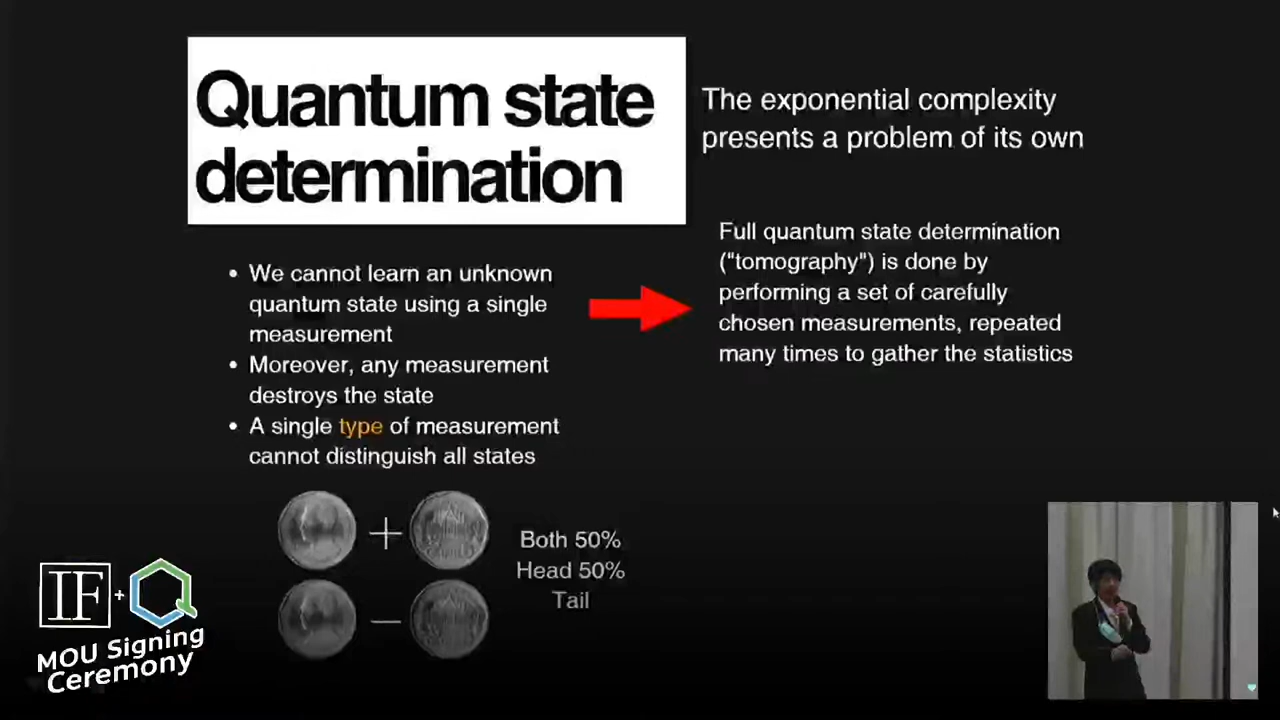 Quantum state
determination
The exponential complexity
presents a problem of its own
• We cannot learn an unknown
quantum state using a single
measurement
• Moreover, any measurement
destroys the state
• A single type of measurement
cannot distinguish all states
Full quantum state determination
("tomography") is done by
performing a set of carefully
chosen measurements, repeated
many times to gather the statistics
+
−
Both 50%
Head 50%
Tail
IF+Q
MOU Signing
Ceremony